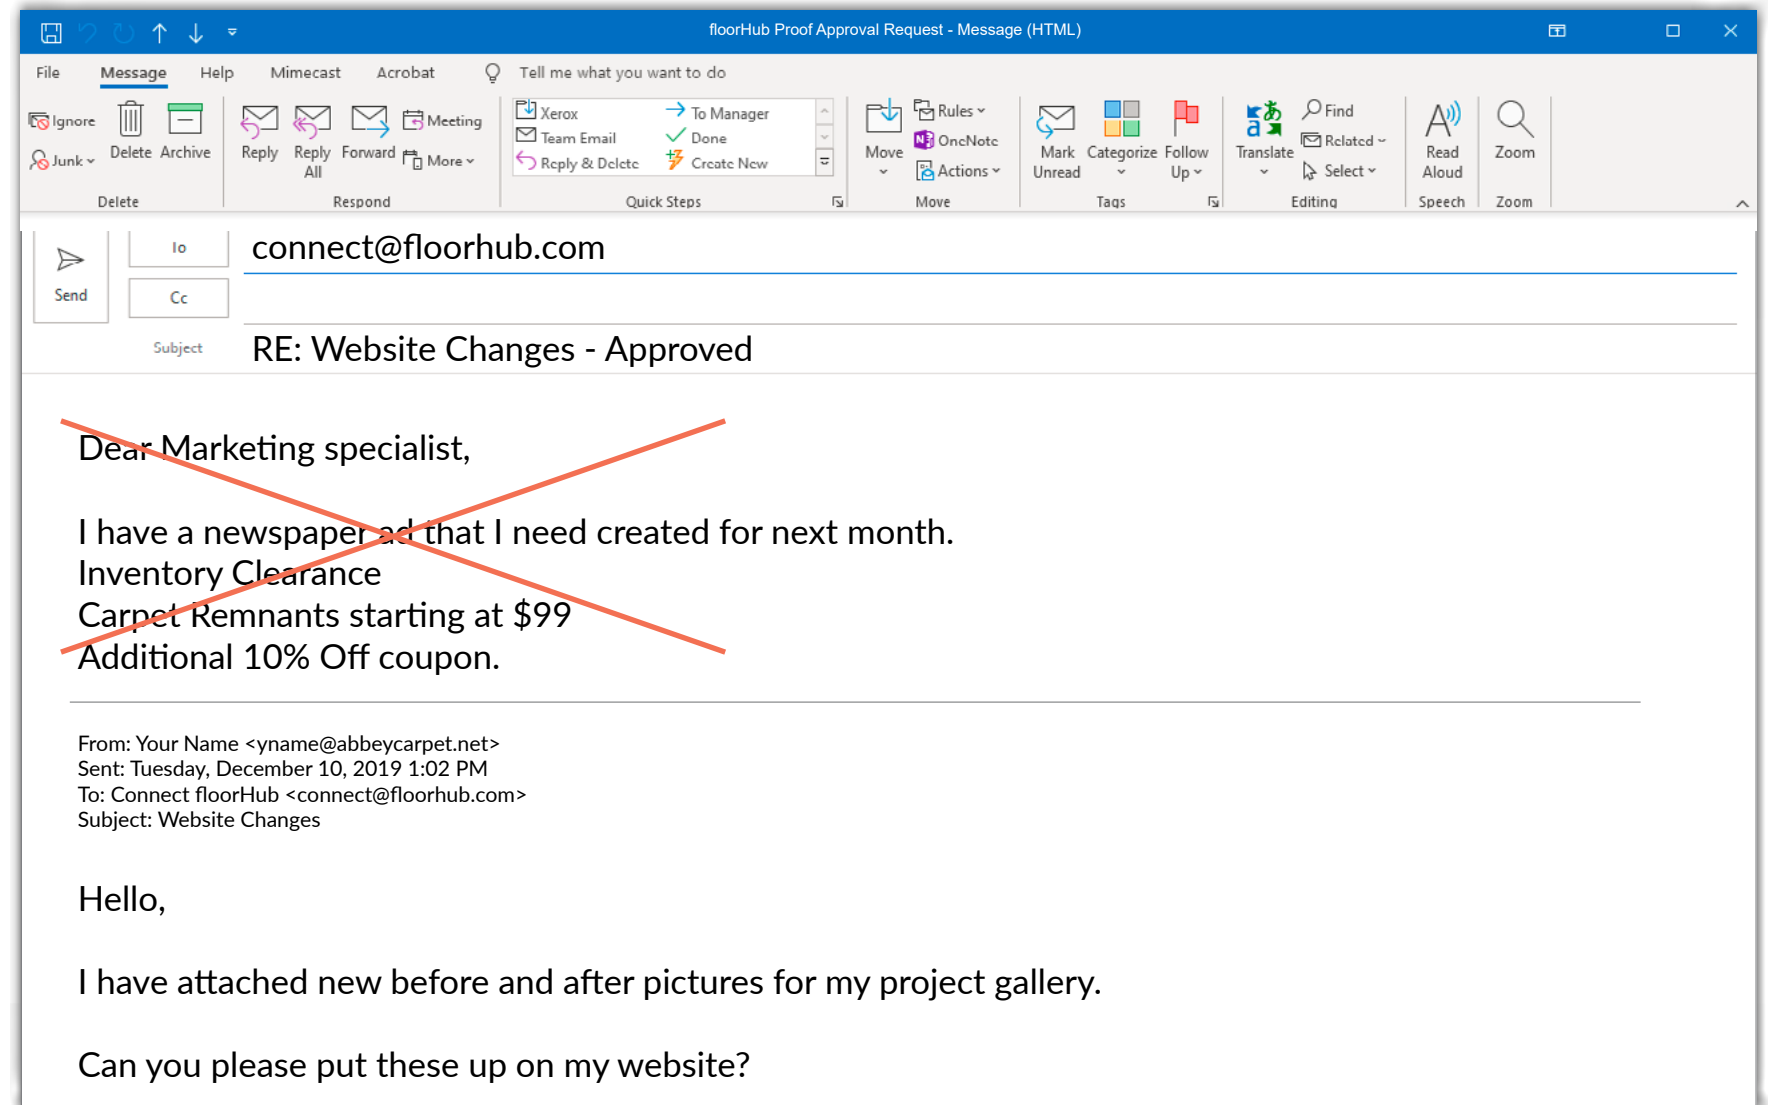 floorHub Proof Approval Request - Message (HTML)
File Message Help Mimecast Acrobat Tell me what you want to do
Ignore
Junk
Delete
Archive
Delete
Reply
Reply All
Forward
Meeting
More
Respond
Xerox
Team Email
Reply & Delete
To Manager
Done
Create New
Quick Steps
Move
Rules
OneNote
Actions
Move
Mark Unread
Categorize
Follow Up
Tags
Translate
Find
Related
Select
Editing
Read Aloud
Speech
Zoom
Zoom
Send
To
connect@floorhub.com
Cc
Subject
RE: Website Changes - Approved
Dear Marketing specialist,
I have a newspaper ad that I need created for next month.
Inventory Clearance
Carpet Remnants starting at $99
Additional 10% Off coupon.
From: Your Name <yname@abbeycarpet.net>
Sent: Tuesday, December 10, 2019 1:02 PM
To: Connect floorHub <connect@floorhub.com>
Subject: Website Changes
Hello,
I have attached new before and after pictures for my project gallery.
Can you please put these up on my website?